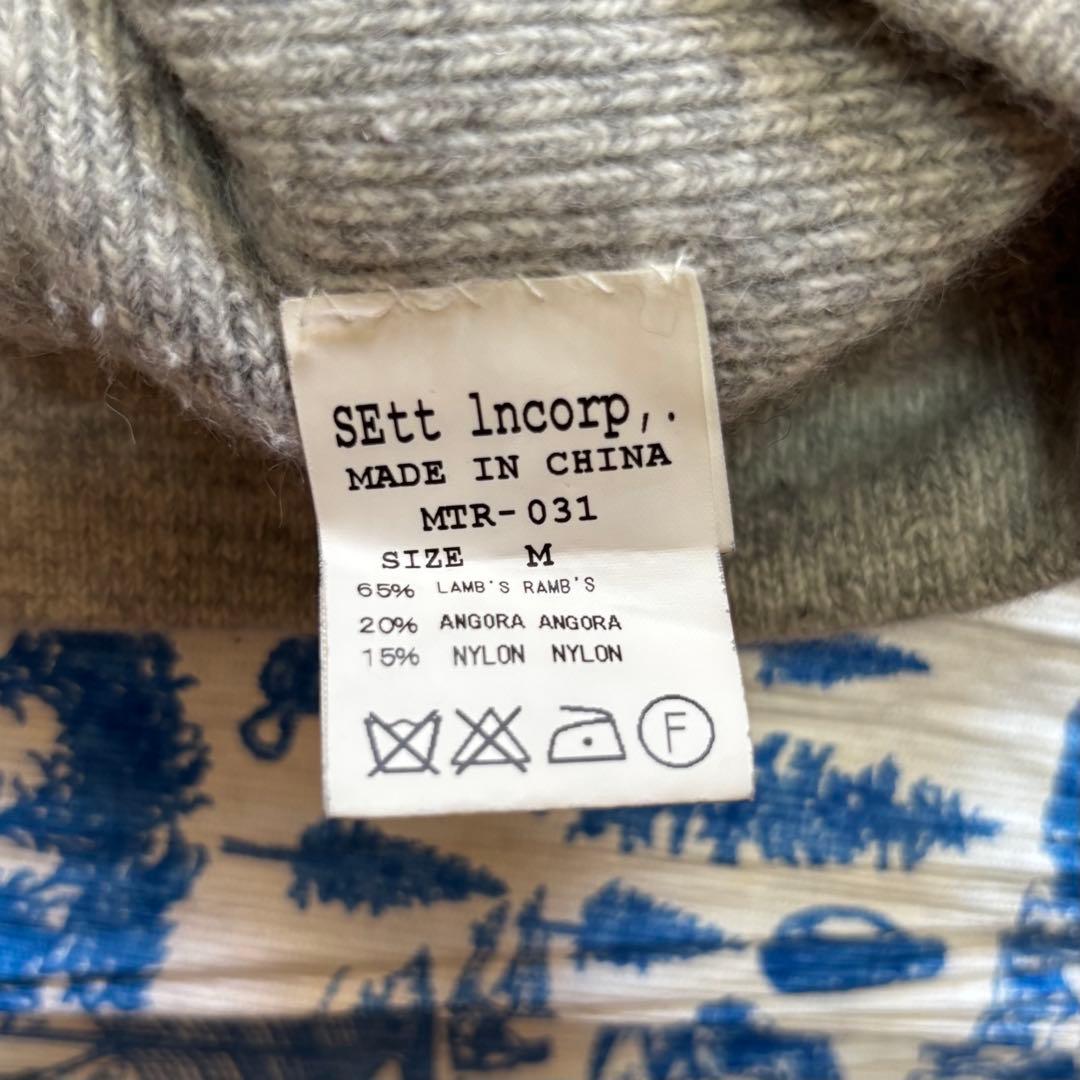 SEtt lncorp,.
MADE IN CHINA
MTR-031
SIZE M
65% LAMB'S RAMB'S
20% ANGORA ANGORA
15% NYLON NYLON
F